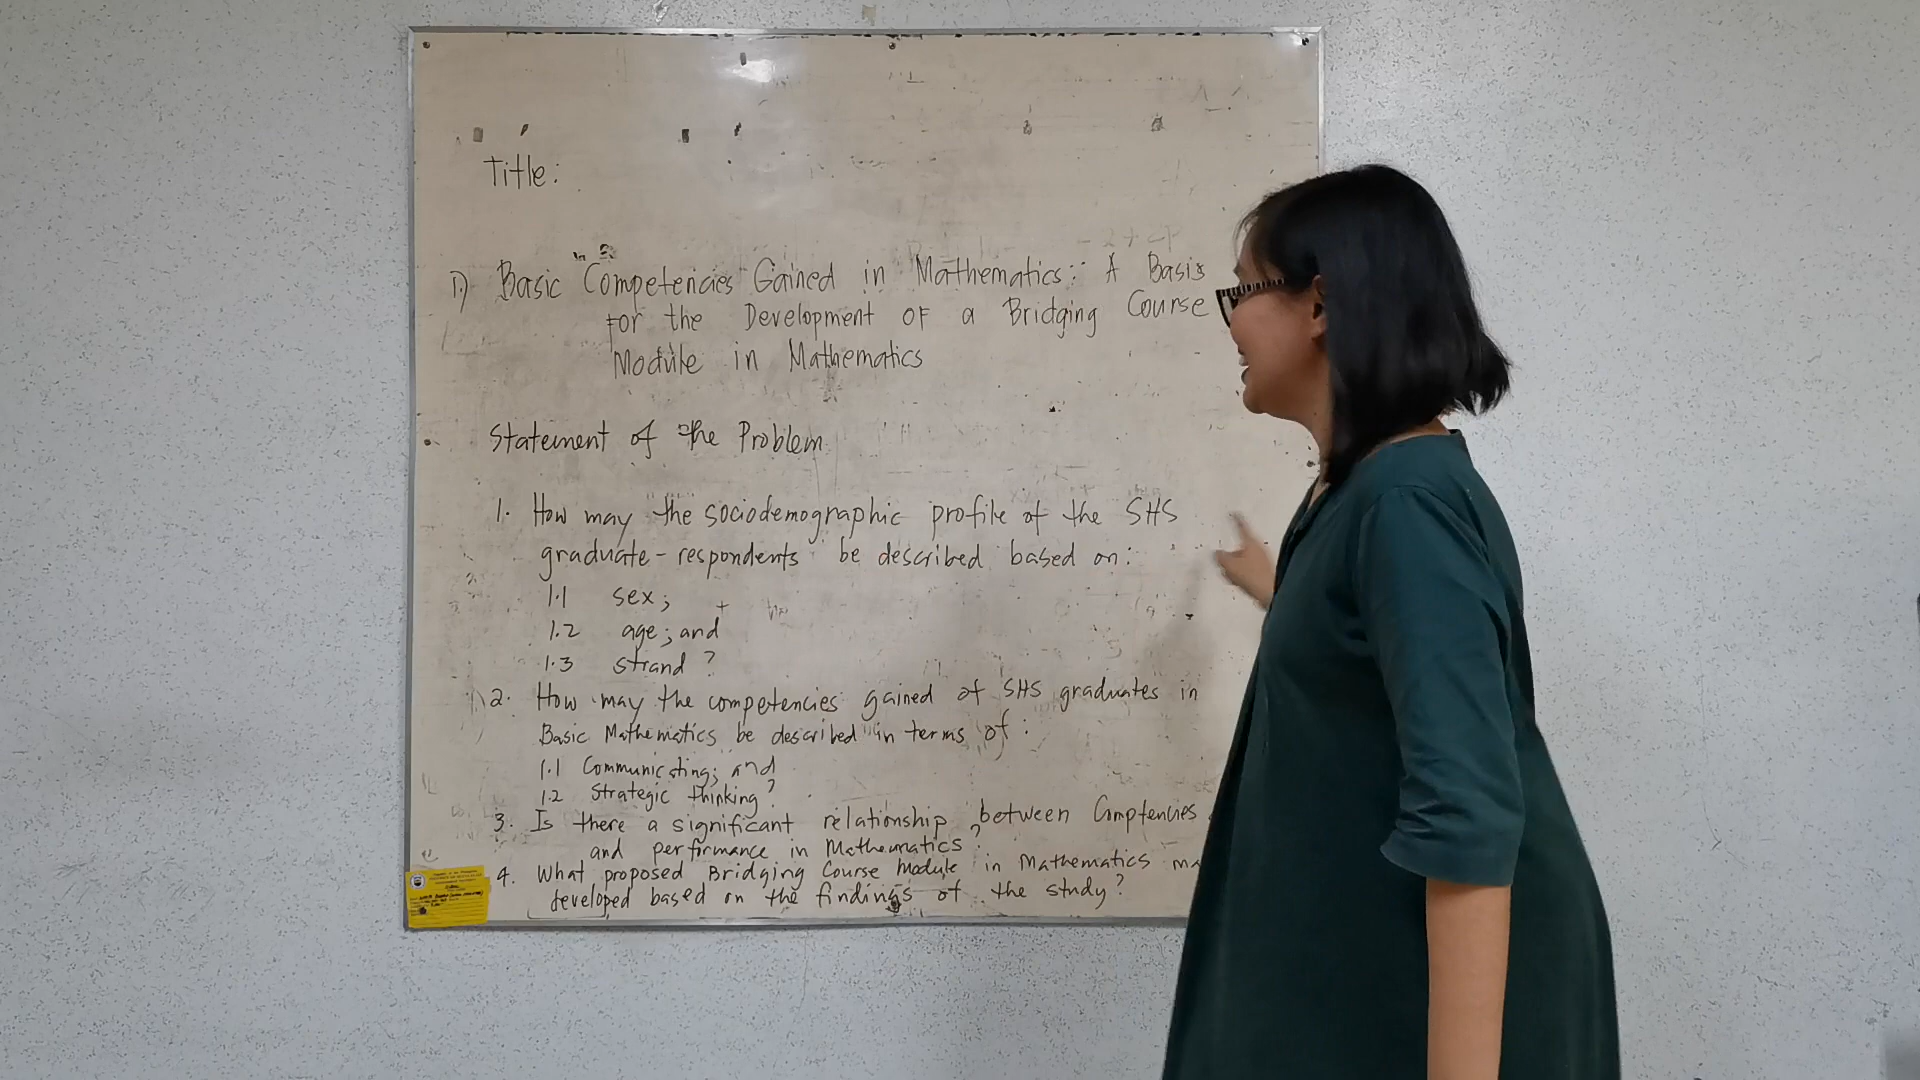 Title:
1.) Basic Competencies Gained in Mathematics: A Basis
for the Development of a Bridging Course
Module in Mathematics
Statement of the Problem
1. How may the sociodemographic profile of the SHS
graduate-respondents be described based on:
1.1 sex;
1.2 age; and
1.3 strand?
2. How may the competencies gained of SHS graduates in
Basic Mathematics be described in terms of:
1.1 Communicating; and
1.2 Strategic thinking?
3. Is there a significant relationship between Comptencies
and performance in Mathematics?
4. What proposed Bridging Course Module in Mathematics ma
developed based on the findings of the study?